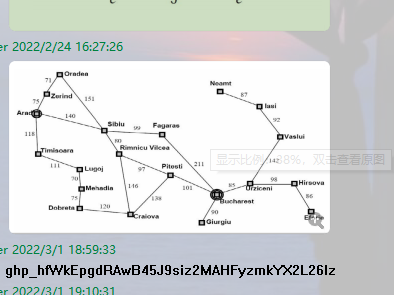 er 2022/2/24 16:27:26
Oradea
Neamt
71
87
Zerind
Iasi
75
151
Arad
140
92
Sibiu
99
Fagaras
118
80
Vaslui
Rimnicu Vilcea
Timisoara
211
142
显示比例 88%, 双击查看原图
111
Lugoj
97
Pitesti
70
98
Hirsova
85
Mehadia
146
101
Urziceni
75
138
86
Bucharest
Dobreta
120
90
Craiova
Giurgiu
er 2022/3/1 18:59:33
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
er 2022/3/1 19:10:31